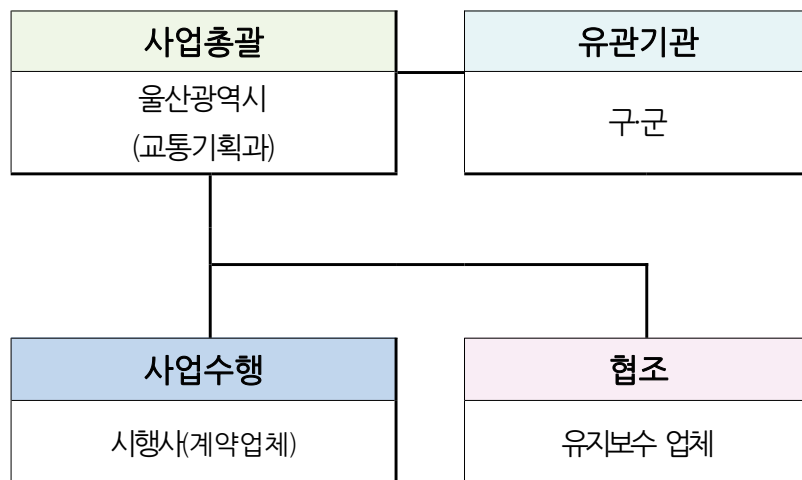 사업총괄
울산광역시
(교통기획과)
유관기관
구·군
사업수행
시행사(계약업체)
협조
유지보수 업체